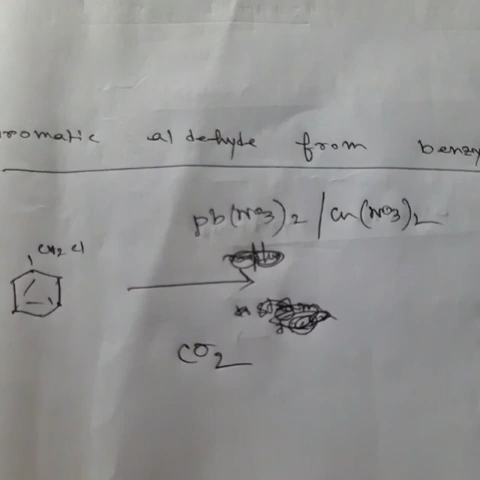 romatic aldehyde from benzy
pb(NO3)2 / Cu(NO3)2
CH2Cl
CO2